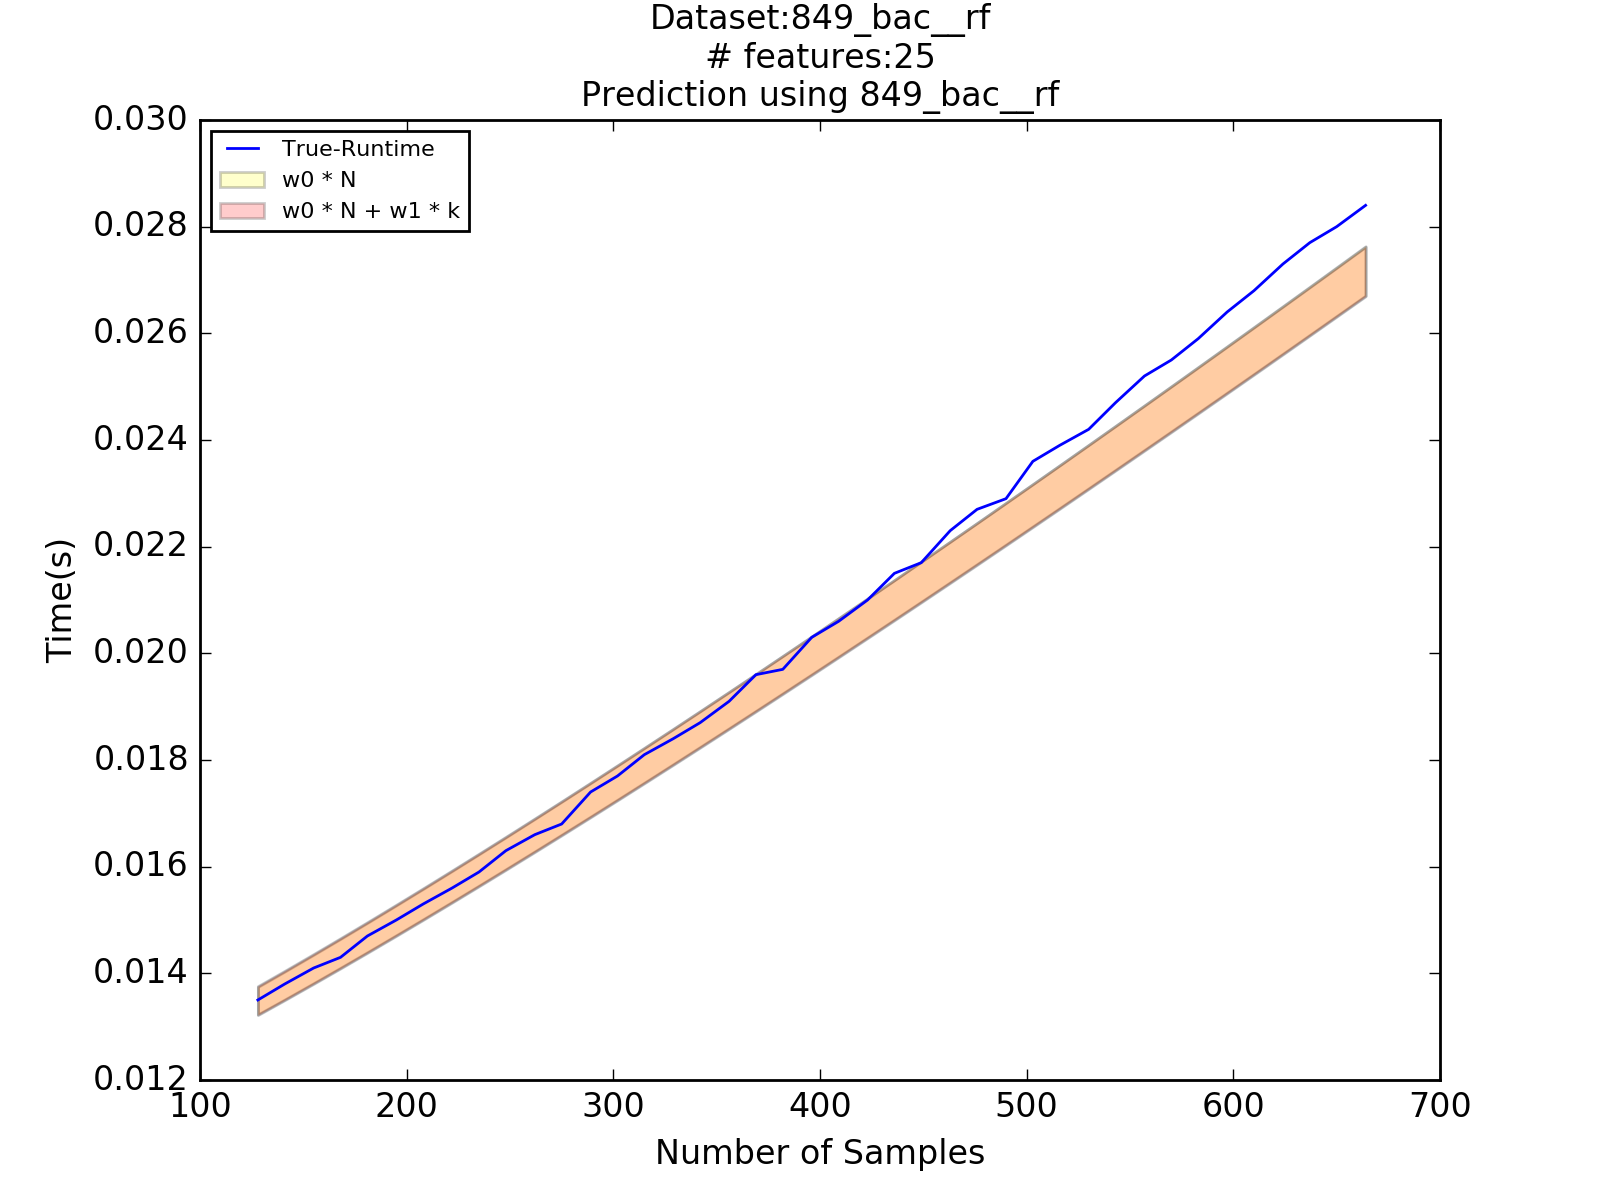 Dataset:849_bac__rf
# features:25
Prediction using 849_bac__rf
0.030
0.028
0.026
0.024
0.022
0.020
0.018
0.016
0.014
0.012
True-Runtime
w0 * N
w0 * N + w1 * k
Time(s)
100 200 300 400 500 600 700
Number of Samples